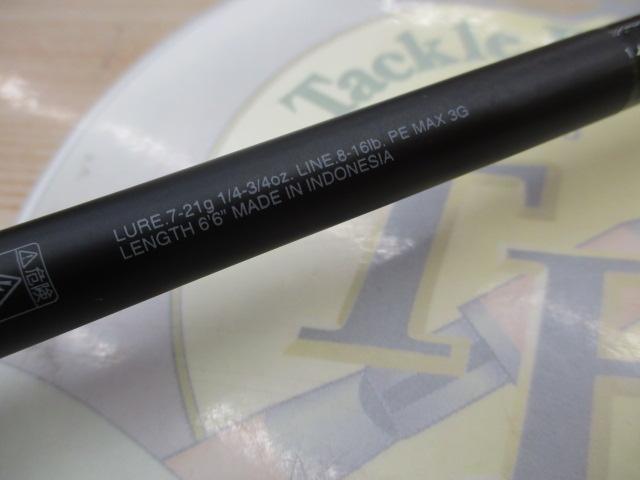 Tackle
LURE.7-21g 1/4-3/4oz. LINE.8-16lb. PE MAX 3G
LENGTH 6'6" MADE IN INDONESIA
⚠危険